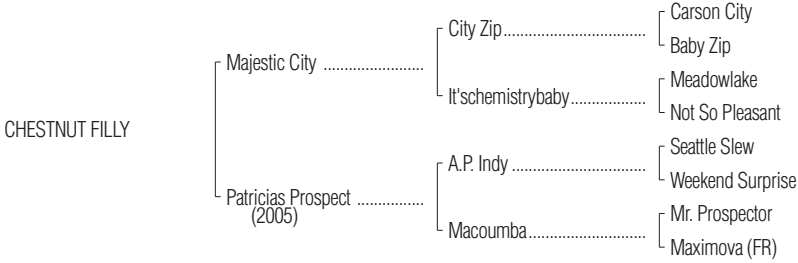 Carson City
City Zip....................................
Baby Zip
Majestic City .........................
Meadowlake
It'schemistrybaby...................
Not So Pleasant
CHESTNUT FILLY
Seattle Slew
A.P. Indy ..................................
Weekend Surprise
Patricias Prospect .................
(2005)
Mr. Prospector
Macoumba.............................
Maximova (FR)